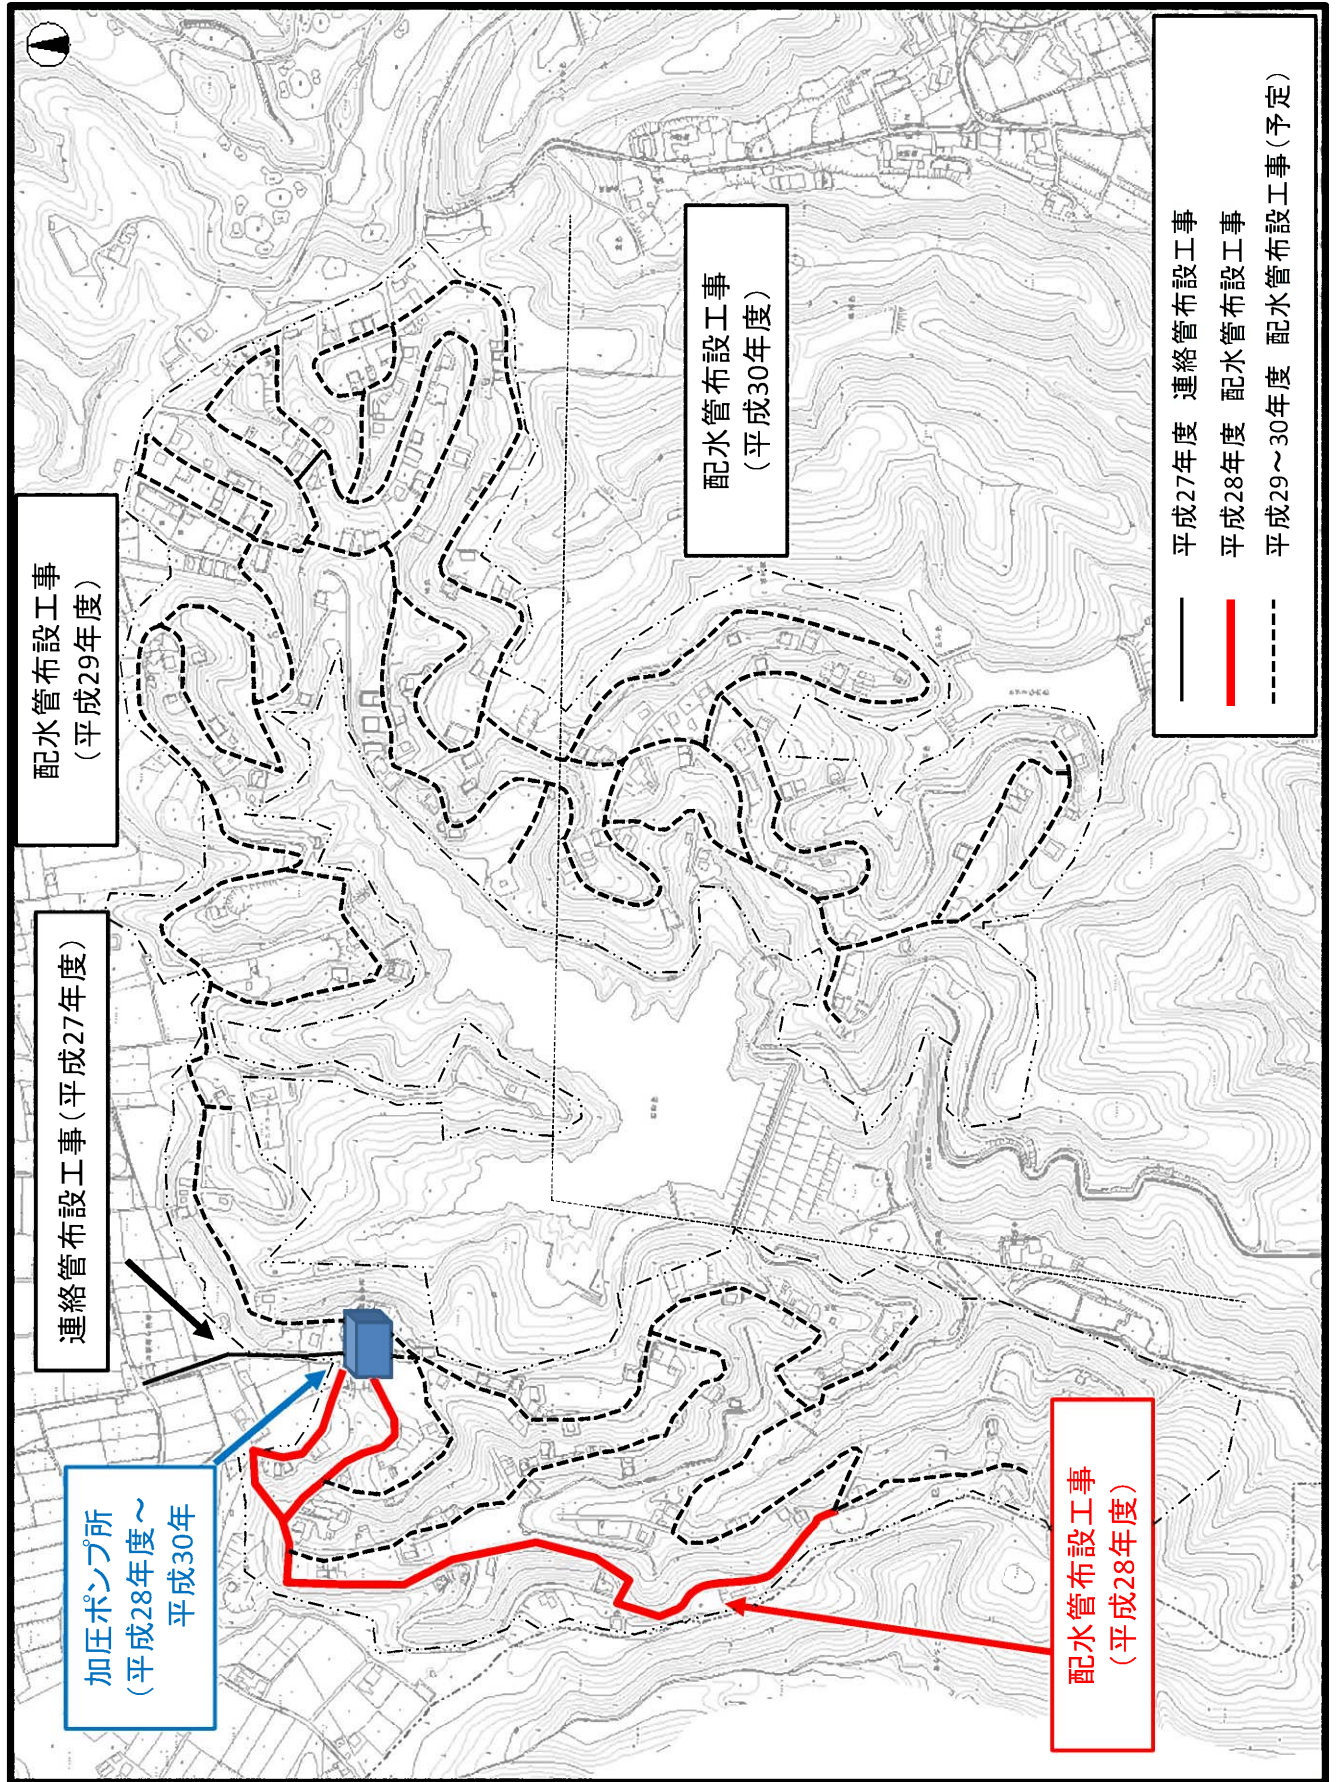 加圧ポンプ所
(平成28年度～
平成30年
連絡管布設工事(平成27年度)
配水管布設工事
(平成29年度)
配水管布設工事
(平成30年度)
配水管布設工事
(平成28年度)
平成27年度 連絡管布設工事
平成28年度 配水管布設工事
平成29～30年度 配水管布設工事(予定)